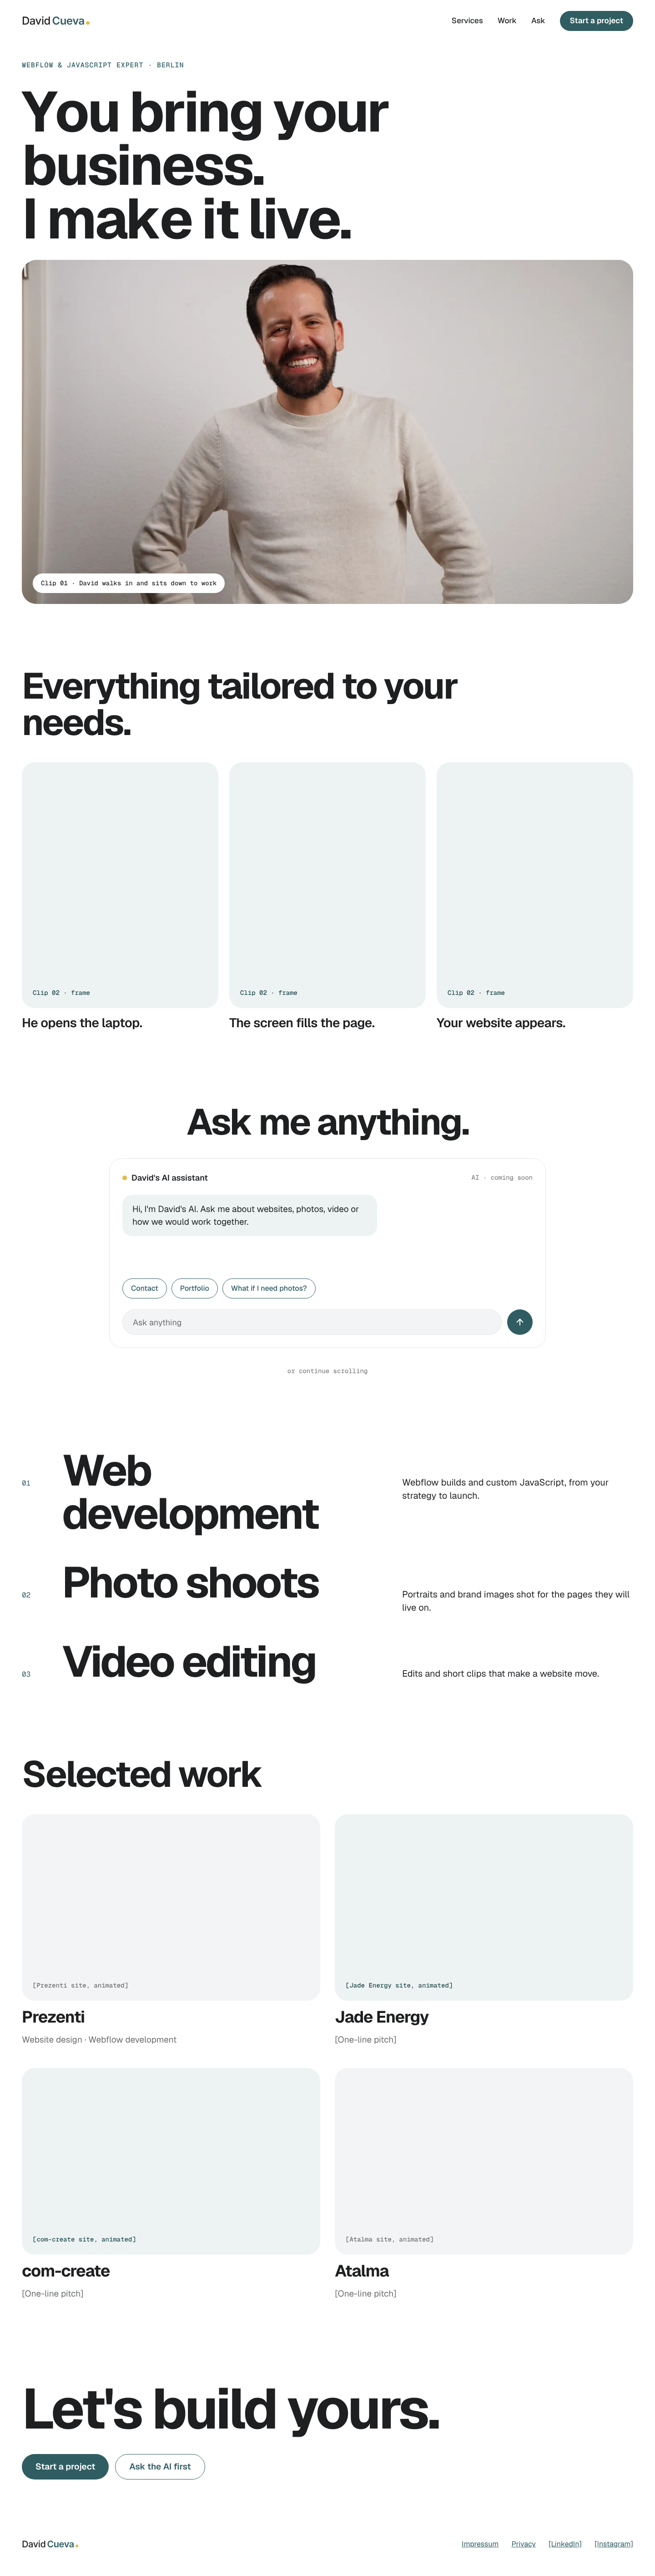 David Cueva.
Services Work Ask Start a project
WEBFLOW & JAVASCRIPT EXPERT · BERLIN
You bring your
business.
I make it live.
Clip 01 · David walks in and sits down to work
Everything tailored to your
needs.
Clip 02 · frame
Clip 02 · frame
Clip 02 · frame
He opens the laptop.
The screen fills the page.
Your website appears.
Ask me anything.
David's AI assistant
AI · coming soon
Hi, I'm David's AI. Ask me about websites, photos, video or
how we would work together.
Contact Portfolio What if I need photos?
Ask anything
or continue scrolling
01
Web
development
Webflow builds and custom JavaScript, from your
strategy to launch.
02
Photo shoots
Portraits and brand images shot for the pages they will
live on.
03
Video editing
Edits and short clips that make a website move.
Selected work
[Prezenti site, animated]
Prezenti
Website design · Webflow development
[Jade Energy site, animated]
Jade Energy
[One-line pitch]
[com-create site, animated]
com-create
[One-line pitch]
[Atalma site, animated]
Atalma
[One-line pitch]
Let's build yours.
Start a project Ask the AI first
David Cueva.
Impressum Privacy [LinkedIn] [Instagram]